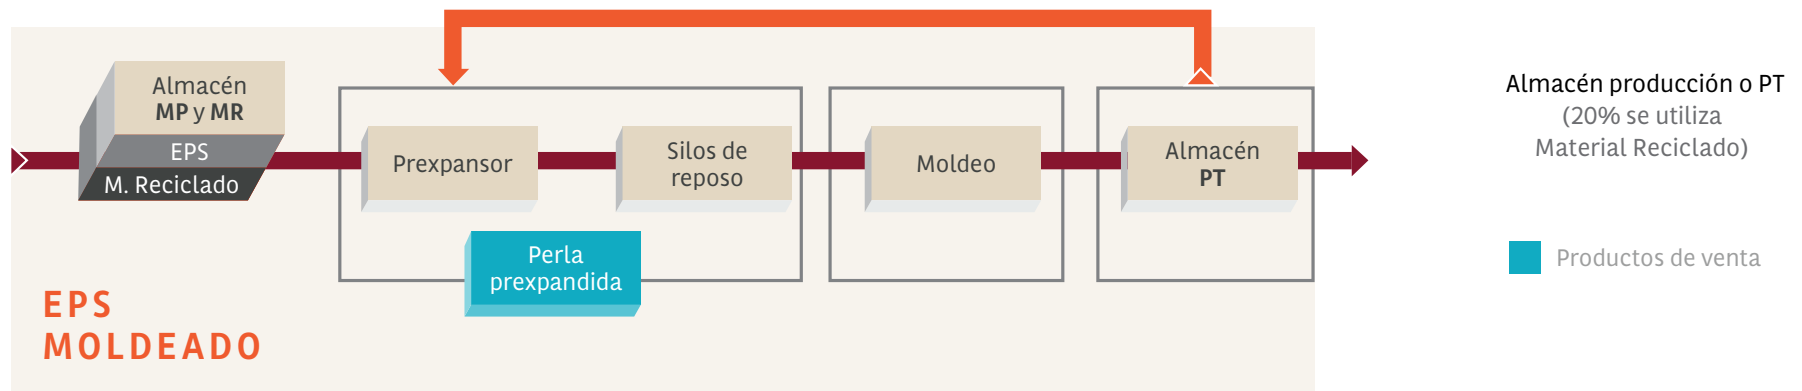 Almacén
MP y MR
EPS
M. Reciclado
Prexpansor
Silos de
reposo
Perla
prexpandida
Moldeo
Almacén
PT
EPS
MOLDEADO
Almacén producción o PT
(20% se utiliza
Material Reciclado)
Productos de venta